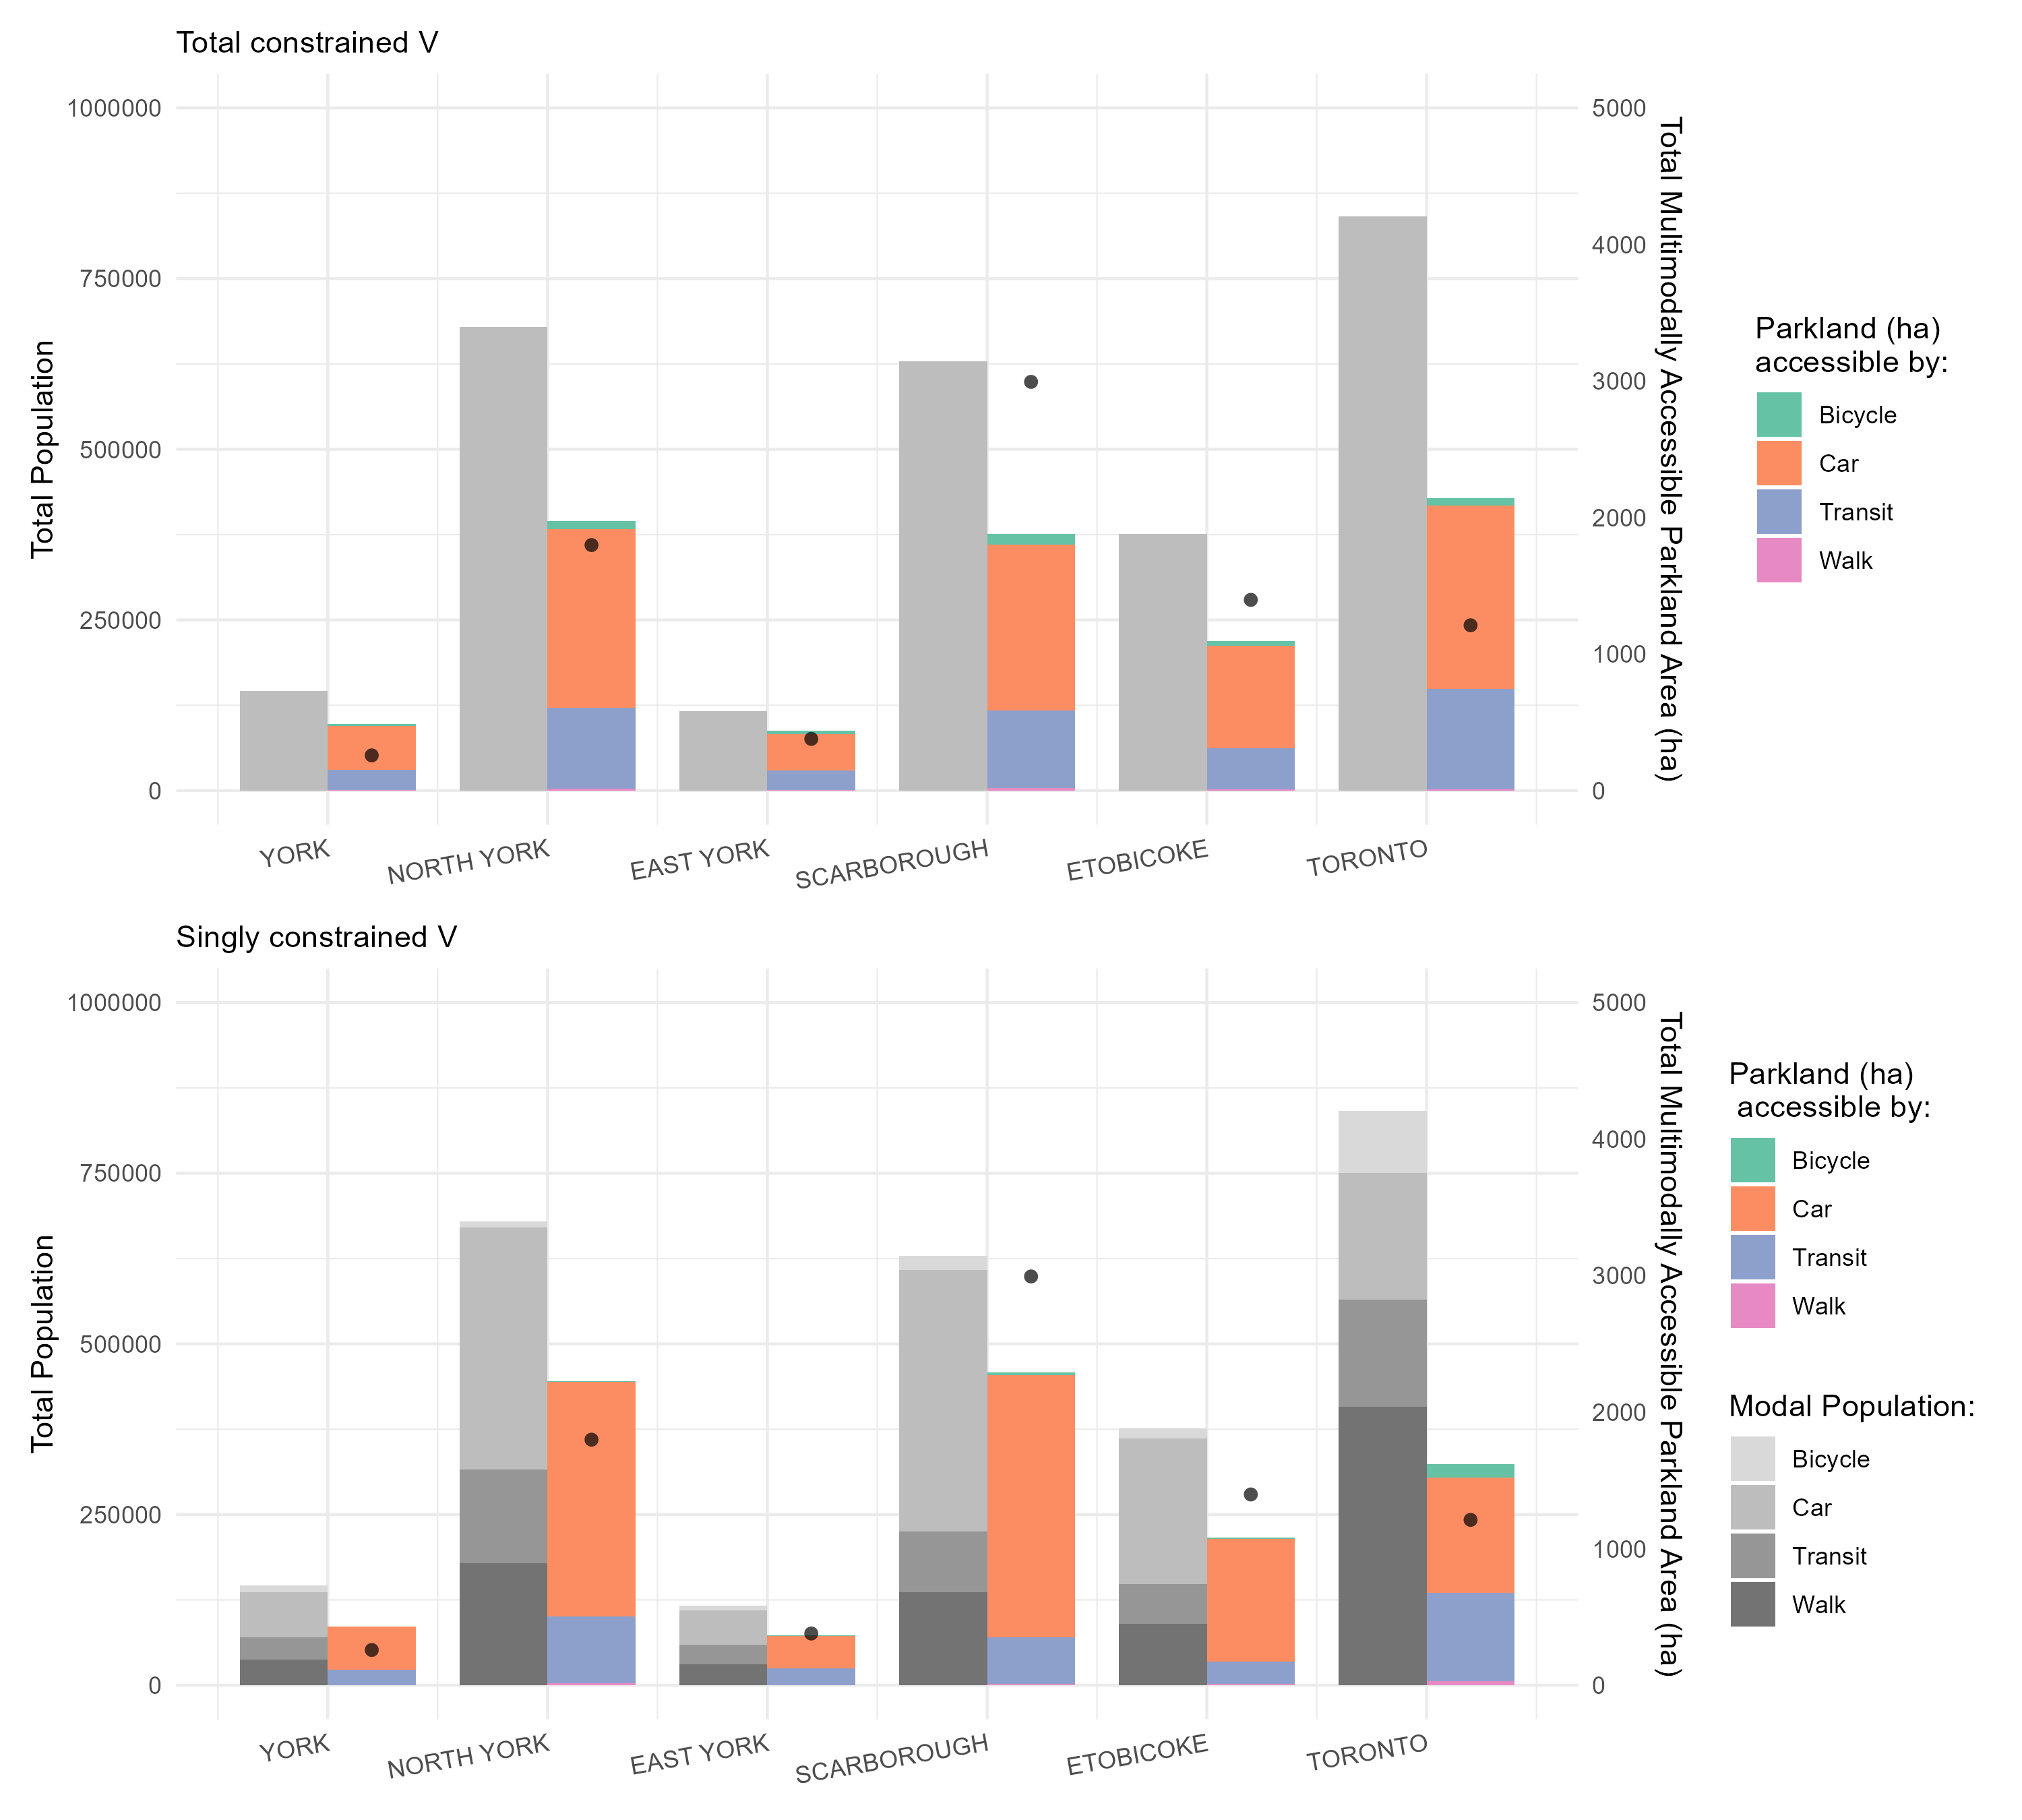 Total constrained V
1000000
750000
500000
250000
0
Total Population
5000
4000
3000
2000
1000
0
Total Multimodally Accessible Parkland Area (ha)
YORK
NORTH YORK
EAST YORK
SCARBOROUGH
ETOBICOKE
TORONTO
Parkland (ha)
accessible by:
Bicycle
Car
Transit
Walk
Singly constrained V
1000000
750000
500000
250000
0
Total Population
5000
4000
3000
2000
1000
0
Total Multimodally Accessible Parkland Area (ha)
YORK
NORTH YORK
EAST YORK
SCARBOROUGH
ETOBICOKE
TORONTO
Parkland (ha)
accessible by:
Bicycle
Car
Transit
Walk
Modal Population:
Bicycle
Car
Transit
Walk